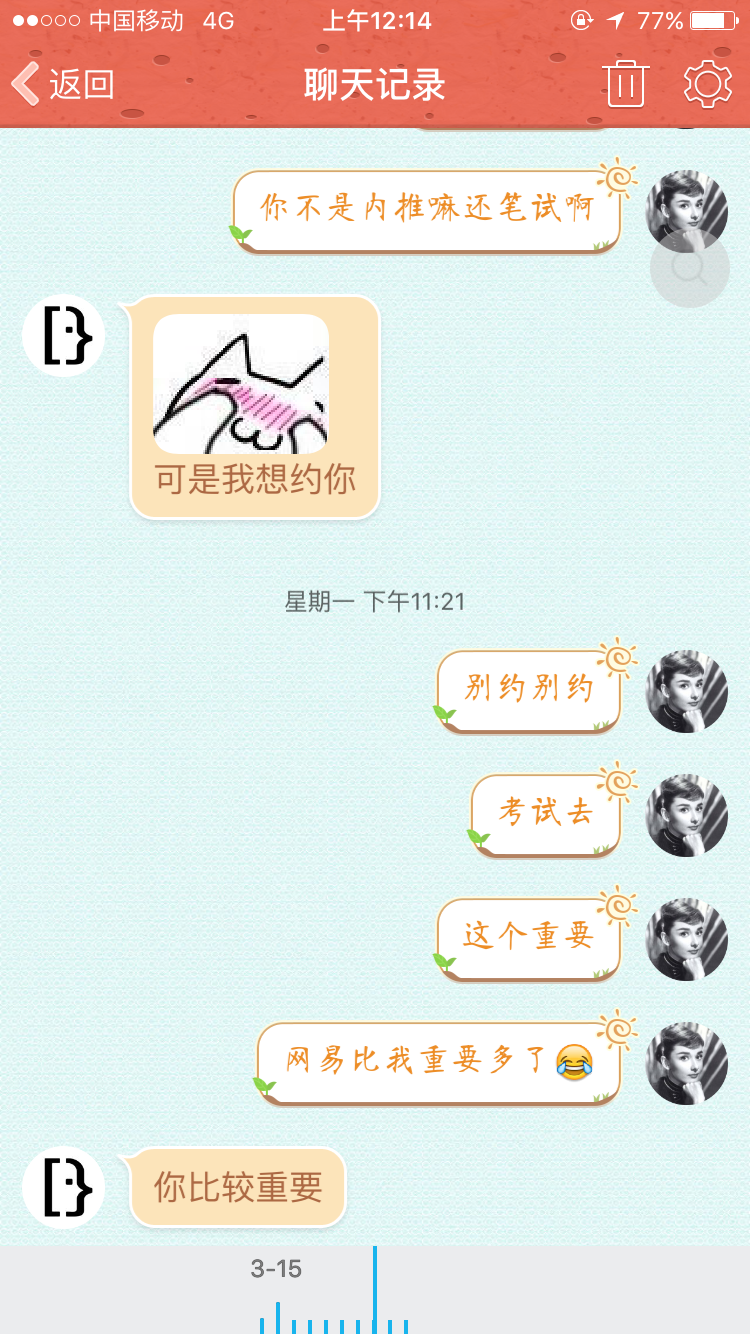 中国移动 4G 上午12:14 77%
返回 聊天记录
你不是内推嘛还笔试啊
可是我想约你
星期一 下午11:21
别约别约
考试去
这个重要
网易比我重要多了😂
你比较重要
3-15